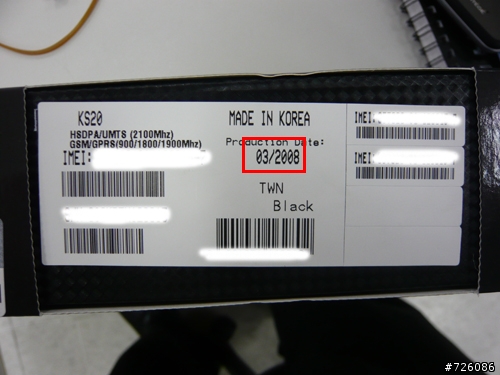 KS20
HSDPA/UMTS (2100Mhz)
GSM/GPRS(900/1800/1900Mhz)
IMEI:
MADE IN KOREA
Production Date:
03/2008
TWN
Black
IMEI:
IMEI:
#726086